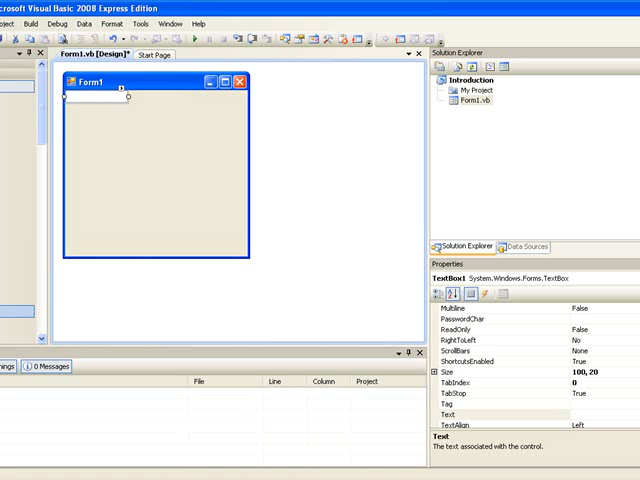 crosoft Visual Basic 2008 Express Edition
oject Build Debug Data Format Tools Window Help
Form1.vb [Design]* Start Page
Form1
Solution Explorer
Introduction
My Project
Form1.vb
Solution Explorer Data Sources
Properties
TextBox1 System.Windows.Forms.TextBox
Multiline False
PasswordChar
ReadOnly False
RightToLeft No
ScrollBars None
ShortcutsEnabled True
Size 100, 20
TabIndex 0
TabStop True
Tag
Text
TextAlign Left
Text
The text associated with the control.
nings 0 Messages
File Line Column Project